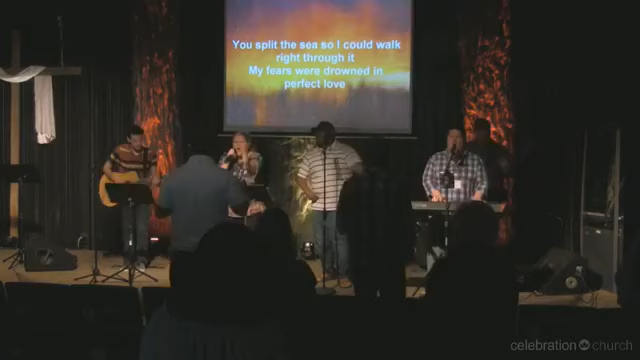 You split the sea so I could walk
right through it
My fears were drowned in
perfect love
celebration church